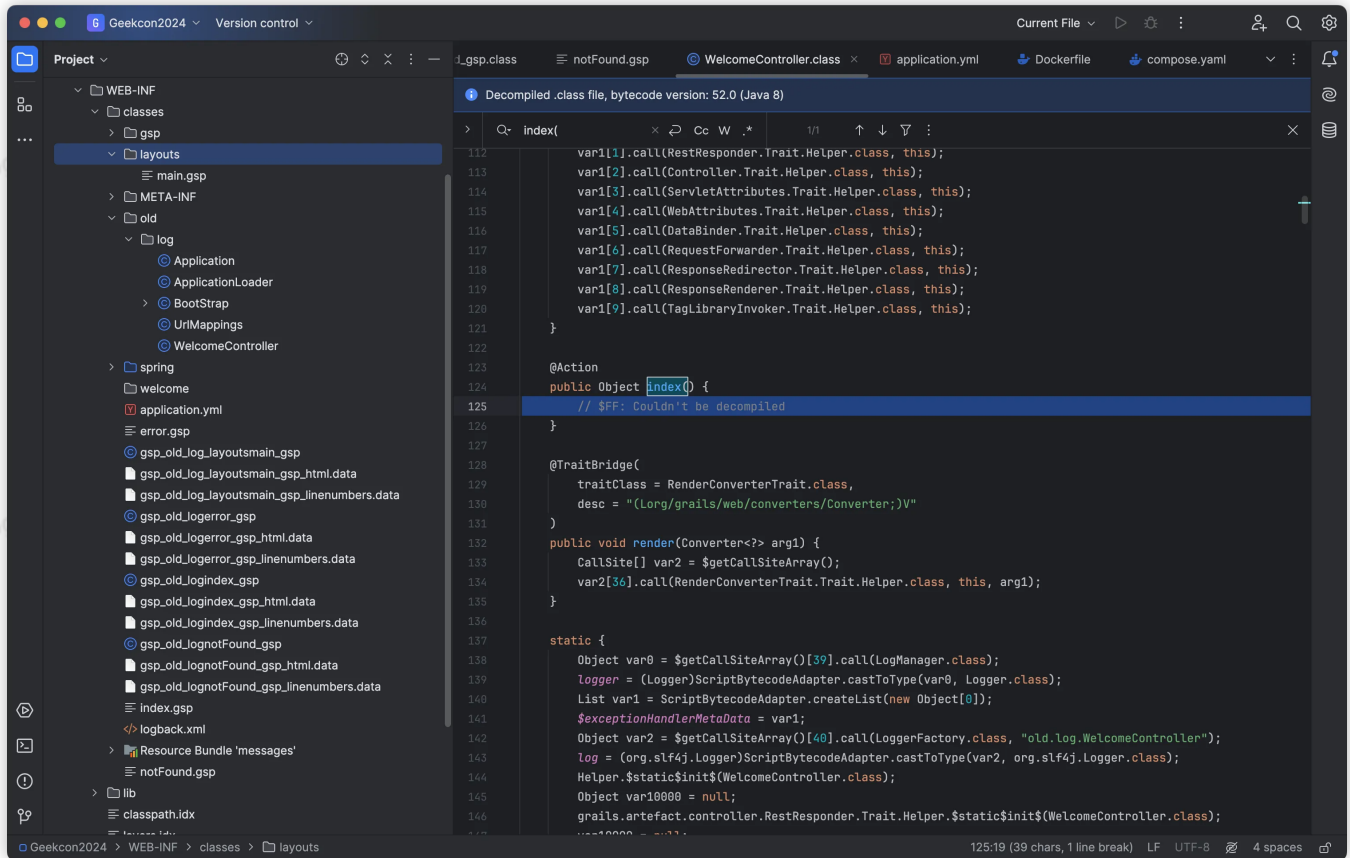 G Geekcon2024 Version control Current File
Project
WEB-INF
classes
gsp
layouts
main.gsp
META-INF
old
log
Application
ApplicationLoader
BootStrap
UrlMappings
WelcomeController
spring
welcome
application.yml
error.gsp
gsp_old_log_layoutsmain_gsp
gsp_old_log_layoutsmain_gsp_html.data
gsp_old_log_layoutsmain_gsp_linenumbers.data
gsp_old_logerror_gsp
gsp_old_logerror_gsp_html.data
gsp_old_logerror_gsp_linenumbers.data
gsp_old_logindex_gsp
gsp_old_logindex_gsp_html.data
gsp_old_logindex_gsp_linenumbers.data
gsp_old_lognotFound_gsp
gsp_old_lognotFound_gsp_html.data
gsp_old_lognotFound_gsp_linenumbers.data
index.gsp
logback.xml
Resource Bundle 'messages'
notFound.gsp
lib
classpath.idx
layers.idx
d_gsp.class notFound.gsp WelcomeController.class application.yml Dockerfile compose.yaml
Decompiled .class file, bytecode version: 52.0 (Java 8)
index( Cc W .* 1/1
112 var1[1].call(RestResponder.Trait.Helper.class, this);
113 var1[2].call(Controller.Trait.Helper.class, this);
114 var1[3].call(ServletAttributes.Trait.Helper.class, this);
115 var1[4].call(WebAttributes.Trait.Helper.class, this);
116 var1[5].call(DataBinder.Trait.Helper.class, this);
117 var1[6].call(RequestForwarder.Trait.Helper.class, this);
118 var1[7].call(ResponseRedirector.Trait.Helper.class, this);
119 var1[8].call(ResponseRenderer.Trait.Helper.class, this);
120 var1[9].call(TagLibraryInvoker.Trait.Helper.class, this);
121 }
122
123 @Action
124 public Object index() {
125 // $FF: Couldn't be decompiled
126 }
127
128 @TraitBridge(
129 traitClass = RenderConverterTrait.class,
130 desc = "(Lorg/grails/web/converters/Converter;)V"
131 )
132 public void render(Converter<?> arg1) {
133 CallSite[] var2 = $getCallSiteArray();
134 var2[36].call(RenderConverterTrait.Trait.Helper.class, this, arg1);
135 }
136
137 static {
138 Object var0 = $getCallSiteArray()[39].call(LogManager.class);
139 logger = (Logger)ScriptBytecodeAdapter.castToType(var0, Logger.class);
140 List var1 = ScriptBytecodeAdapter.createList(new Object[0]);
141 $exceptionHandlerMetaData = var1;
142 Object var2 = $getCallSiteArray()[40].call(LoggerFactory.class, "old.log.WelcomeController");
143 log = (org.slf4j.Logger)ScriptBytecodeAdapter.castToType(var2, org.slf4j.Logger.class);
144 Helper.$static$init$(WelcomeController.class);
145 Object var10000 = null;
146 grails.artefact.controller.RestResponder.Trait.Helper.$static$init$(WelcomeController.class);
147 var10000 = null;
Geekcon2024 > WEB-INF > classes > layouts 125:19 (39 chars, 1 line break) LF UTF-8 4 spaces